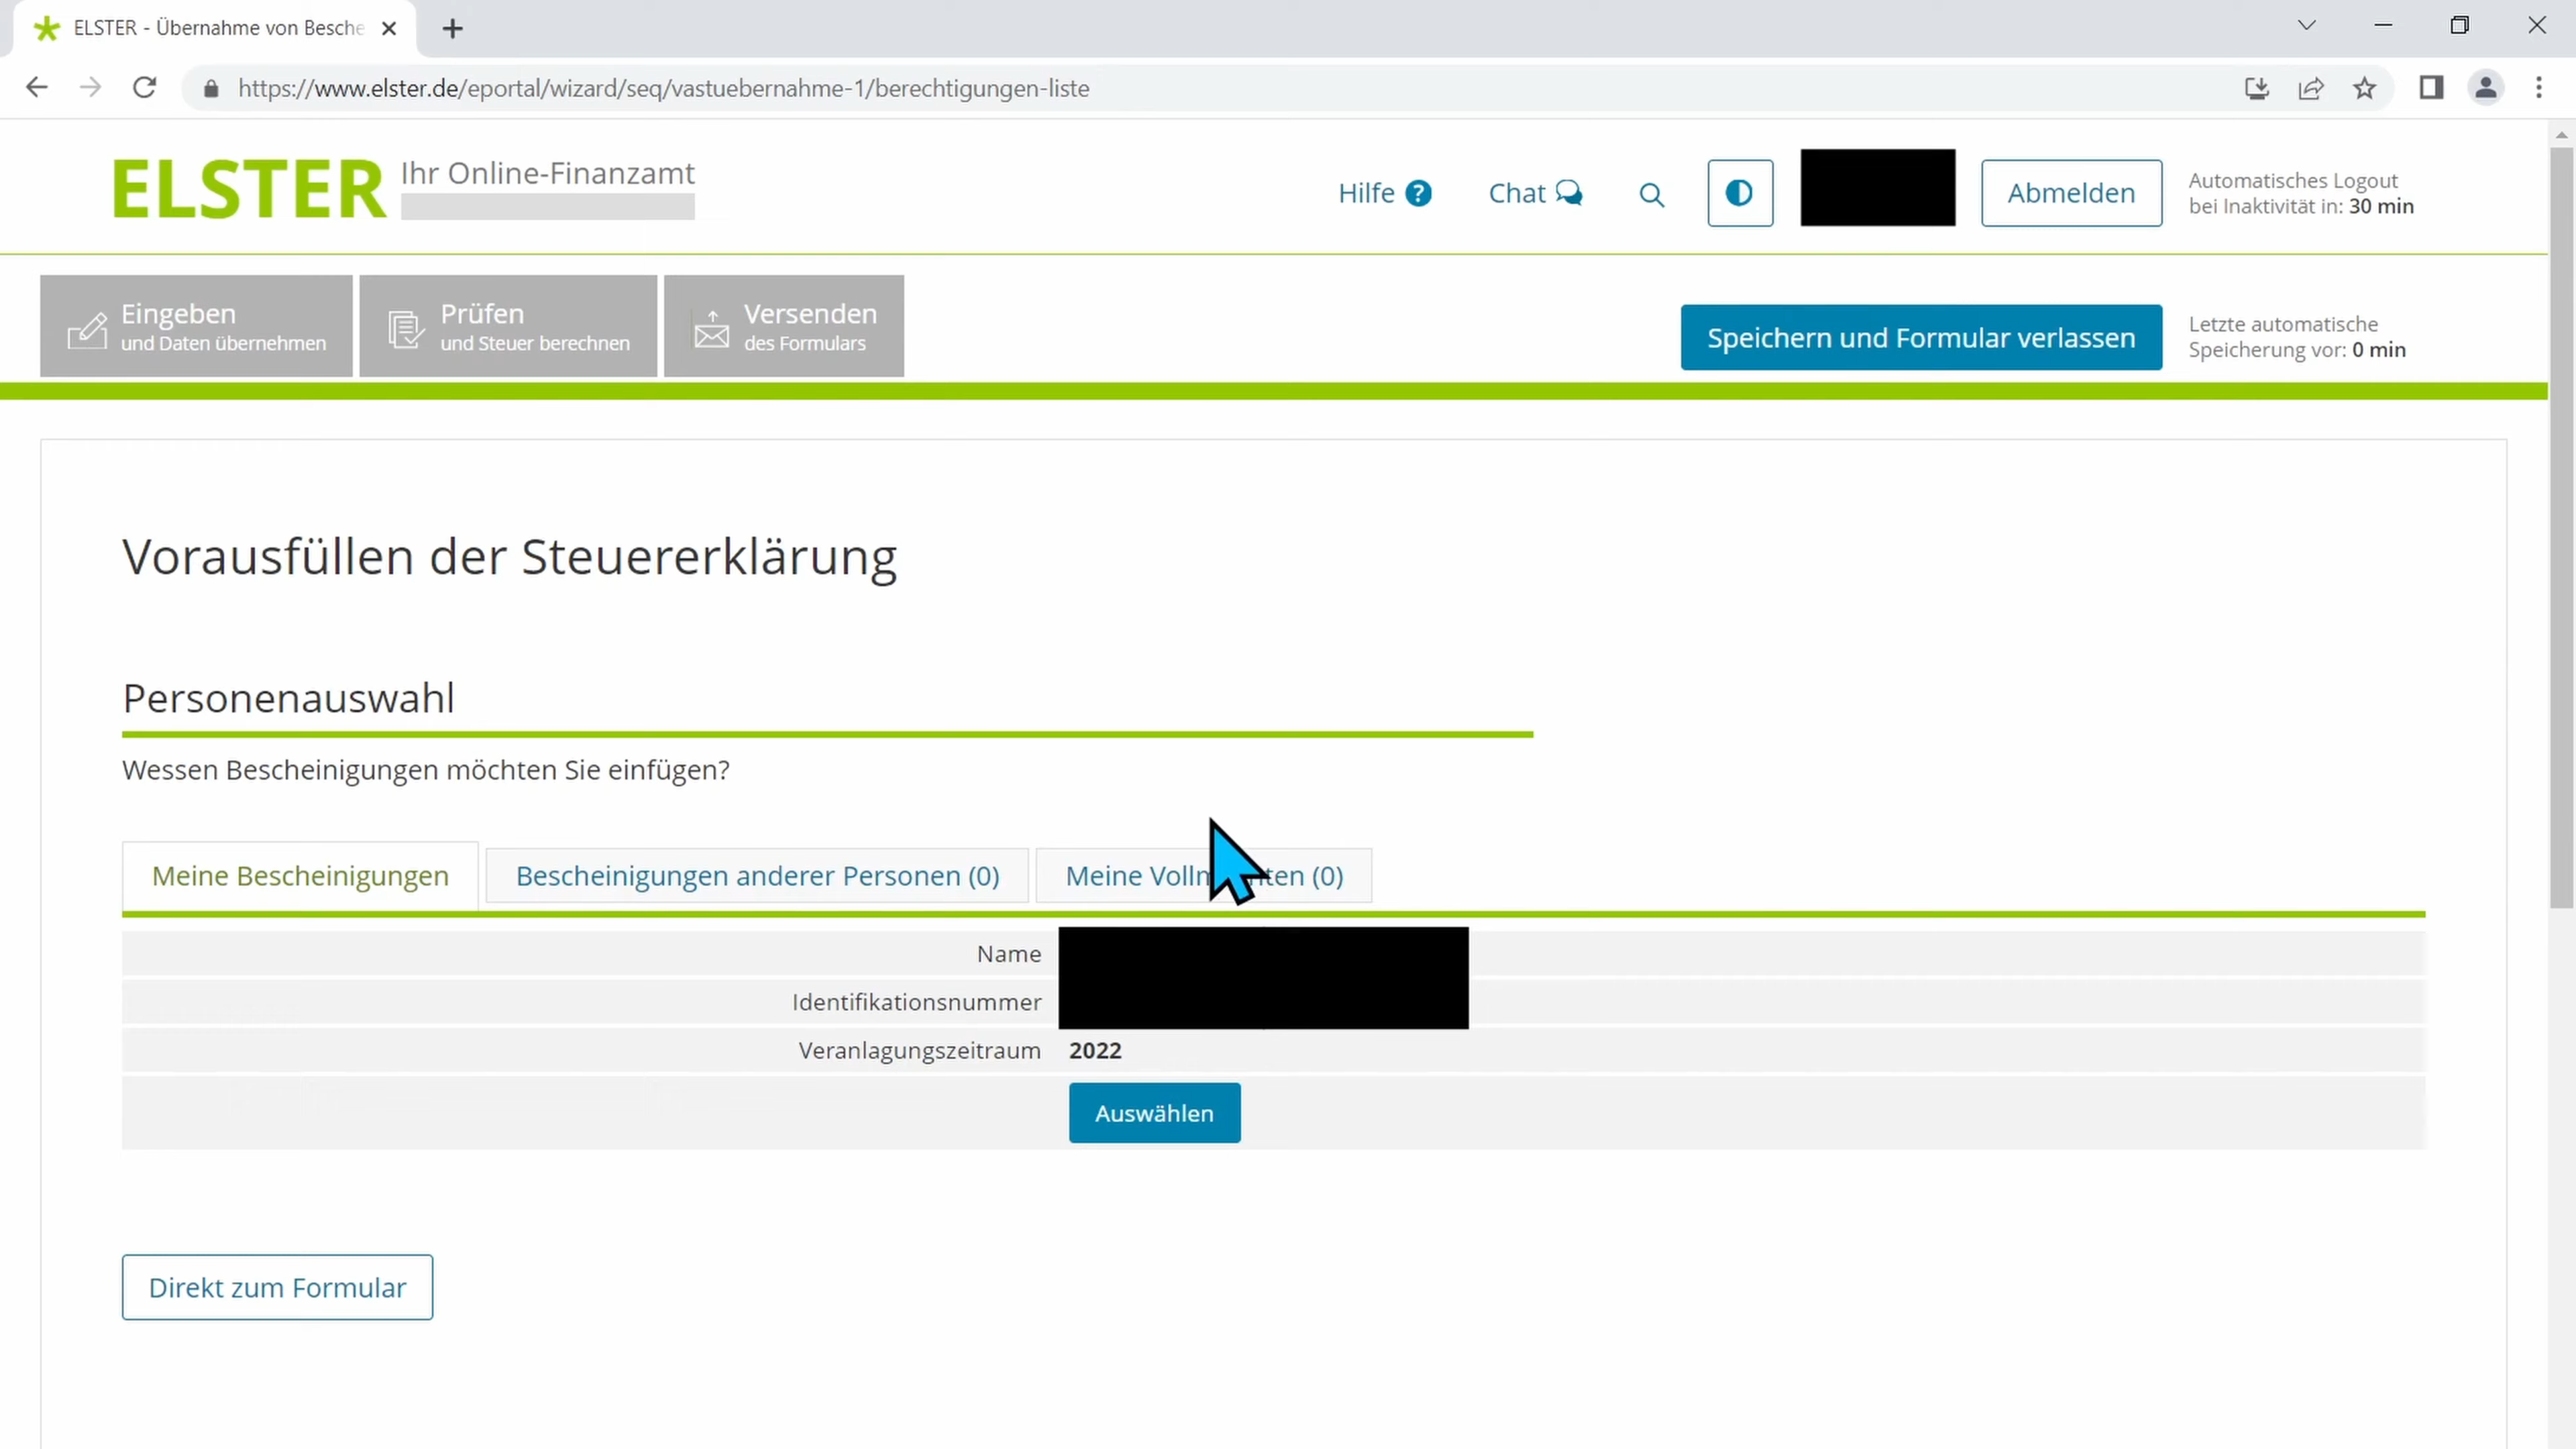 ELSTER - Übernahme von Besche
https://www.elster.de/eportal/wizard/seq/vastuebernahme-1/berechtigungen-liste
ELSTER
Ihr Online-Finanzamt
Hilfe ?
Chat
Abmelden
Automatisches Logout
bei Inaktivität in: 30 min
Eingeben
und Daten übernehmen
Prüfen
und Steuer berechnen
Versenden
des Formulars
Speichern und Formular verlassen
Letzte automatische
Speicherung vor: 0 min
Vorausfüllen der Steuererklärung
Personenauswahl
Wessen Bescheinigungen möchten Sie einfügen?
Meine Bescheinigungen
Bescheinigungen anderer Personen (0)
Meine (0)
Name
Identifikationsnummer
Veranlagungszeitraum 2022
Auswählen
Direkt zum Formular